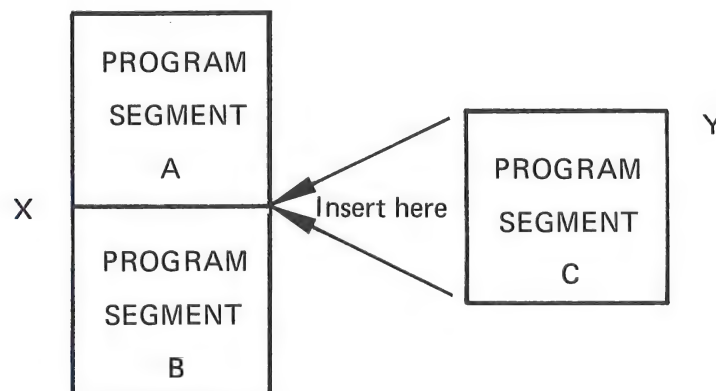 PROGRAM
SEGMENT
A
X
PROGRAM
SEGMENT
B
Insert here
Y
PROGRAM
SEGMENT
C